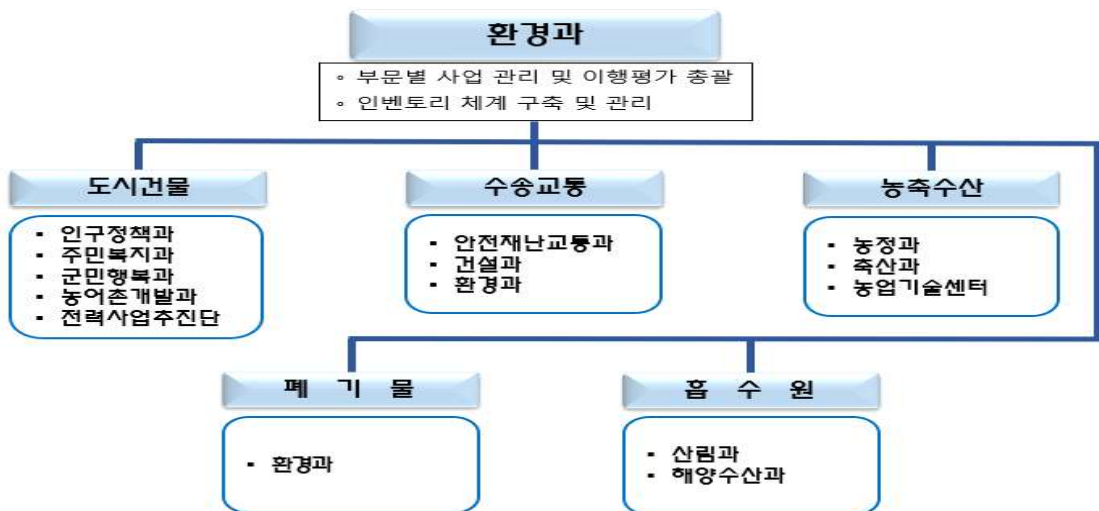 환경과
◦ 부문별 사업 관리 및 이행평가 총괄
◦ 인벤토리 체계 구축 및 관리
도시건물
▪ 인구정책과
▪ 주민복지과
▪ 군민행복과
▪ 농어촌개발과
▪ 전력사업추진단
수송교통
▪ 안전재난교통과
▪ 건설과
▪ 환경과
농축수산
▪ 농정과
▪ 축산과
▪ 농업기술센터
폐 기 물
▪ 환경과
흡 수 원
▪ 산림과
▪ 해양수산과